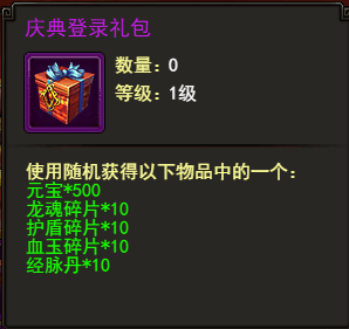 庆典登录礼包
数量：0
等级：1级
使用随机获得以下物品中的一个：
元宝*500
龙魂碎片*10
护盾碎片*10
血玉碎片*10
经脉丹*10